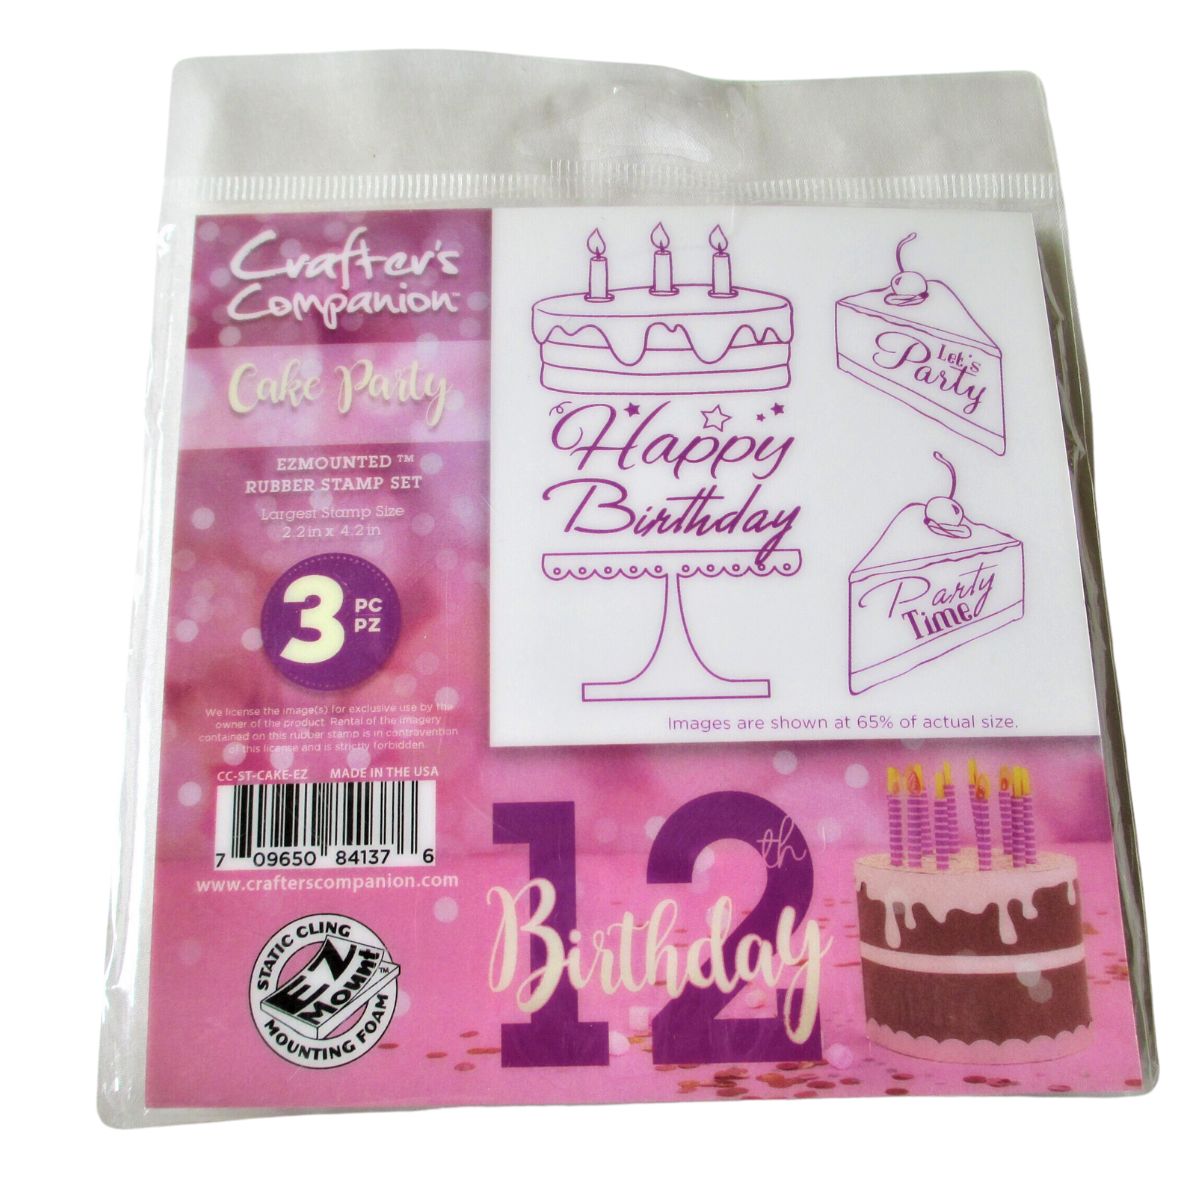 Crafter's
Companion™
Cake Party
EZMOUNTED™
RUBBER STAMP SET
Largest Stamp Size
2.2in x 4.2in
3 PC
PZ
We license the image(s) for exclusive use by the
owner of the product. Rental of the imagery
contained on this rubber stamp is in contravention
of this license and is strictly forbidden.
CC-ST-CAKE-EZ MADE IN THE USA
7 09650 84137 6
www.crafterscompanion.com
STATIC CLING
EZ
Mount™
MOUNTING FOAM
Happy
Birthday
Let's
Party
Party
Time
Images are shown at 65% of actual size.
12th
Birthday